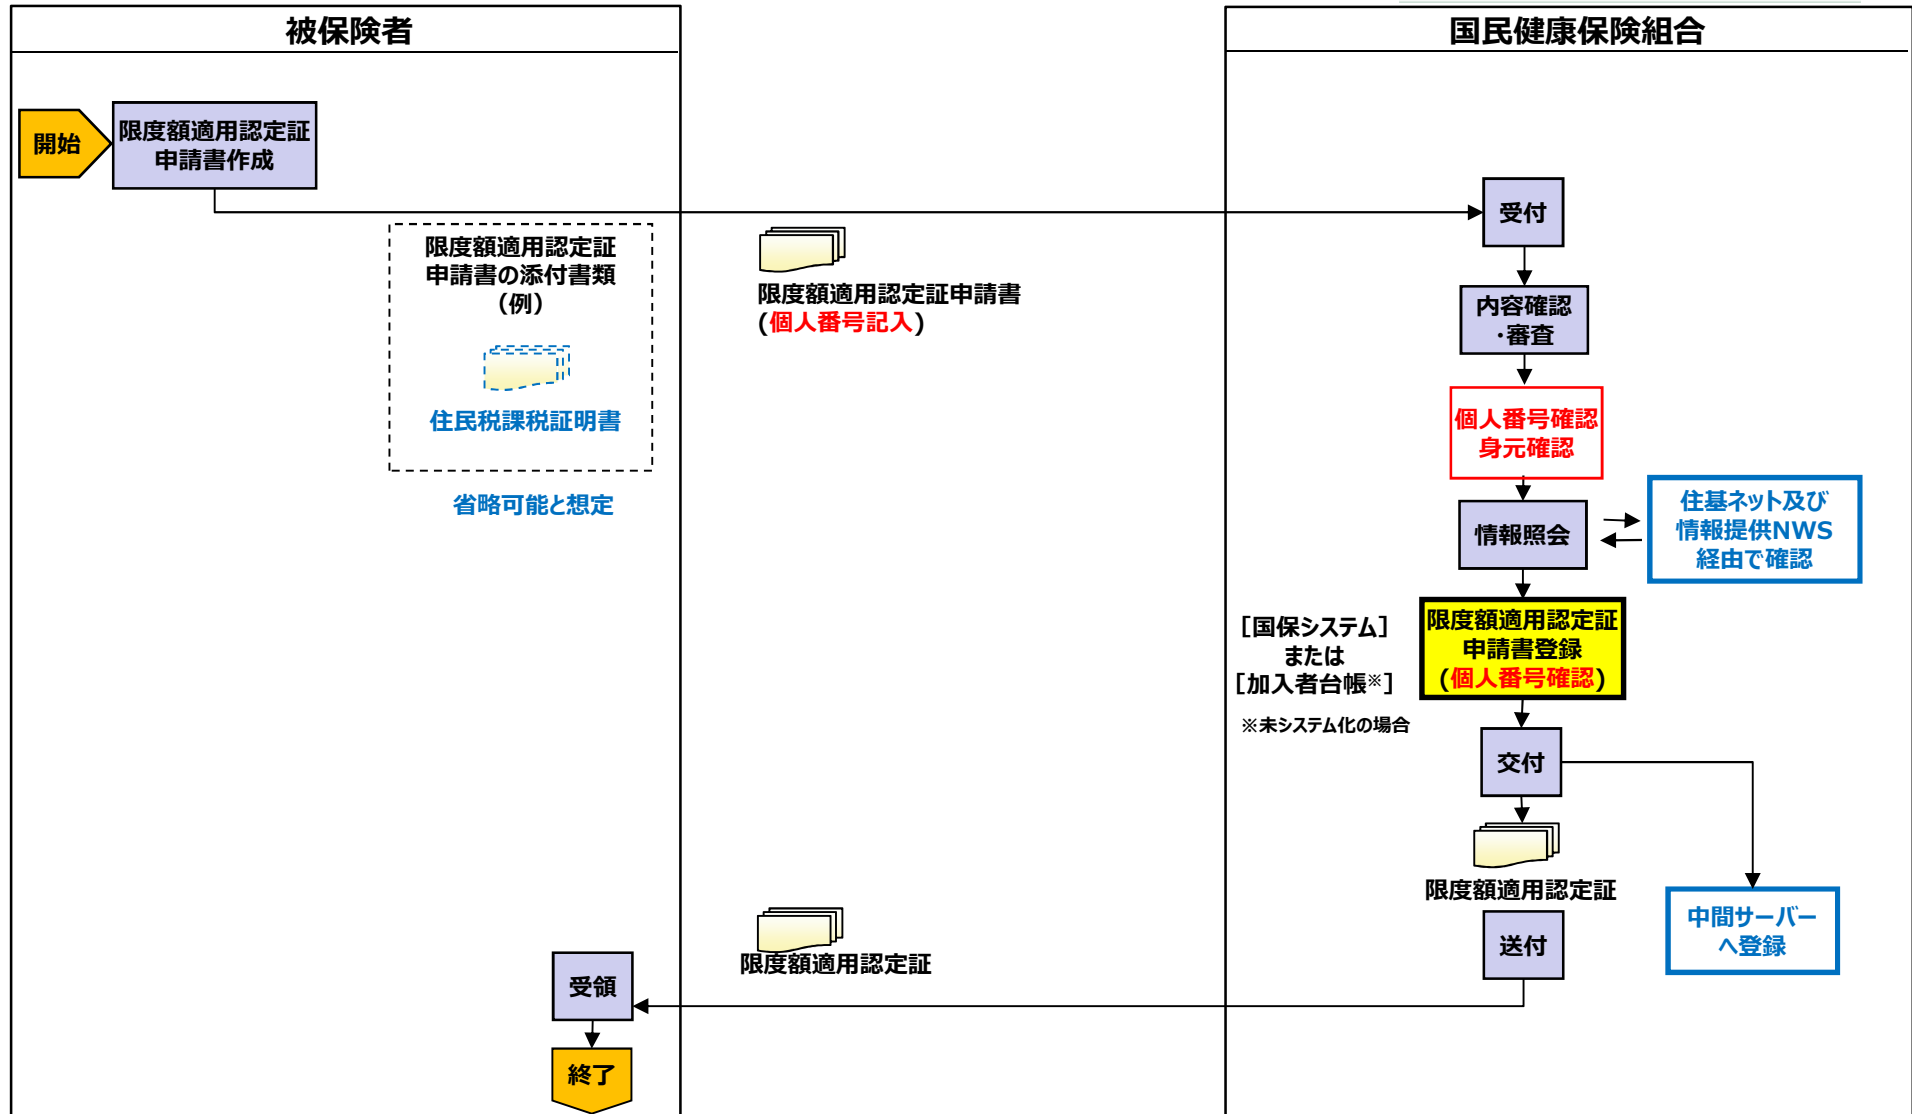 被保険者
国民健康保険組合
開始
限度額適用認定証
申請書作成
受付
限度額適用認定証
申請書の添付書類
（例）
住民税課税証明書
省略可能と想定
限度額適用認定証申請書
(個人番号記入)
内容確認
・審査
個人番号確認
身元確認
情報照会
住基ネット及び
情報提供NWS
経由で確認
［国保システム］
または
［加入者台帳※］
※未システム化の場合
限度額適用認定証
申請書登録
(個人番号確認)
交付
限度額適用認定証
中間サーバー
へ登録
送付
限度額適用認定証
受領
終了